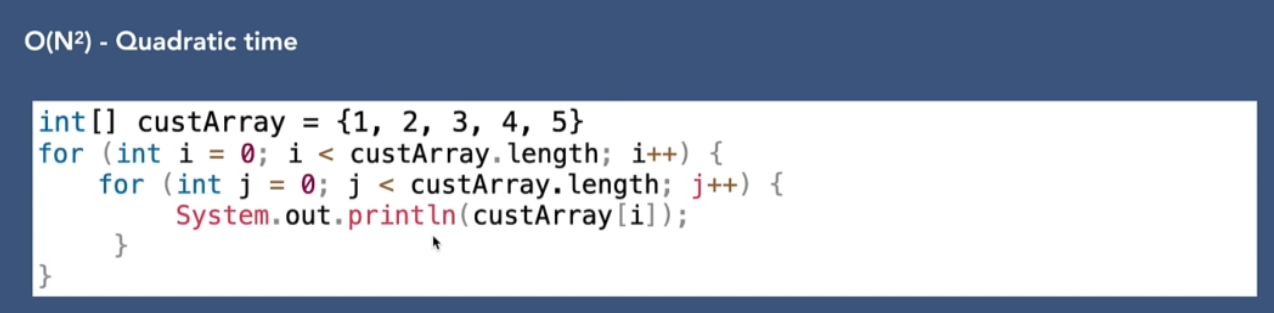 O(N²) - Quadratic time
int[] custArray = {1, 2, 3, 4, 5}
for (int i = 0; i < custArray.length; i++) {
    for (int j = 0; j < custArray.length; j++) {
        System.out.println(custArray[i]);
    }
}